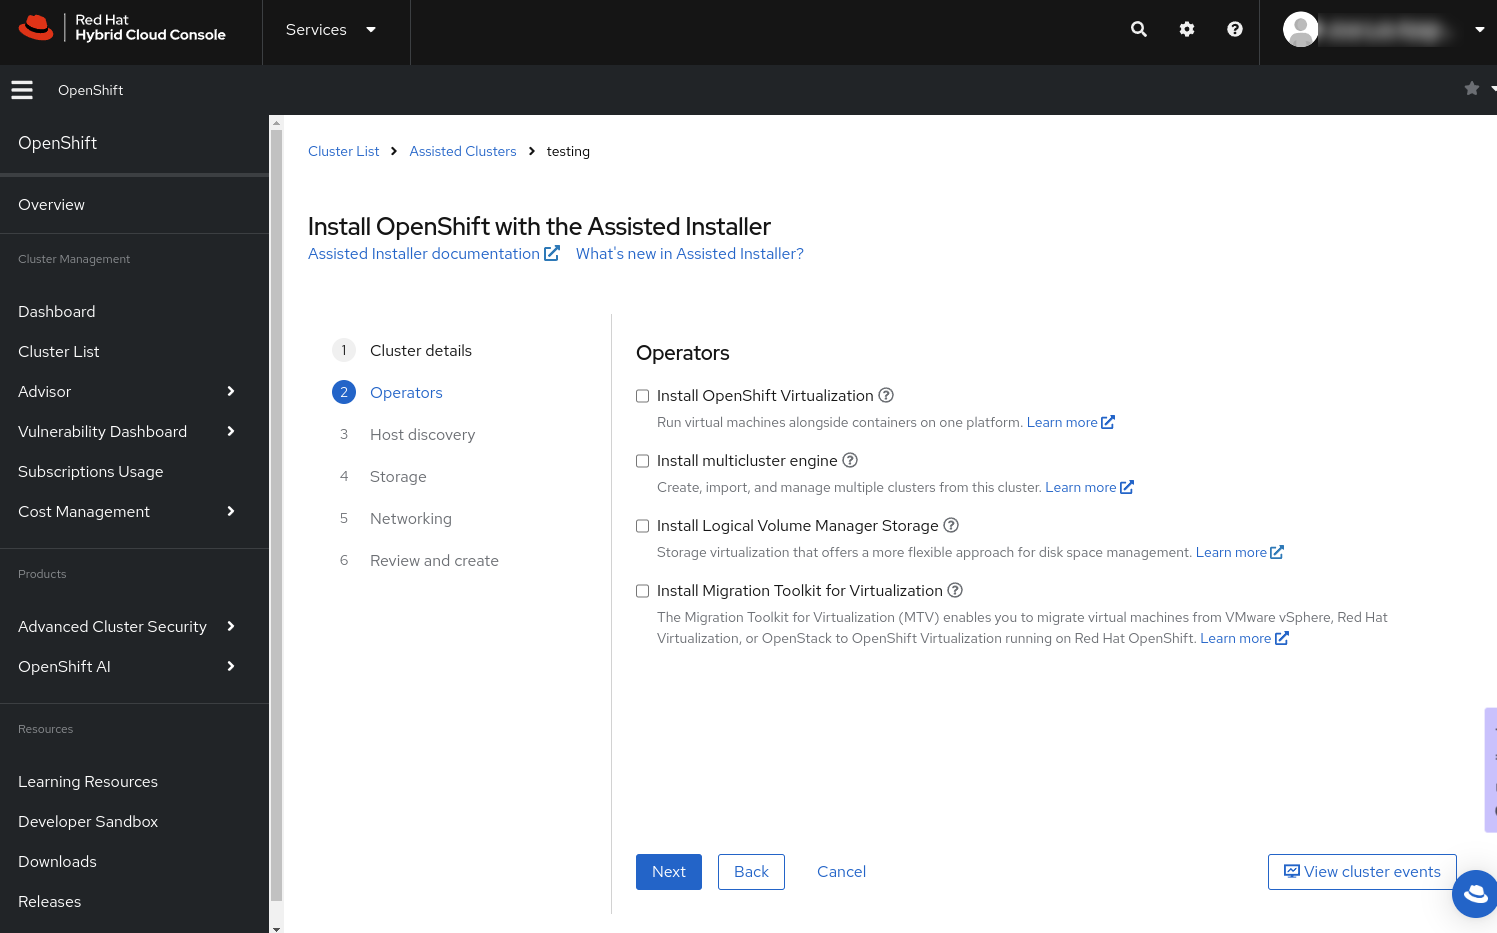 Red Hat
Hybrid Cloud Console
Services
OpenShift
OpenShift
Overview
Cluster Management
Dashboard
Cluster List
Advisor
Vulnerability Dashboard
Subscriptions Usage
Cost Management
Products
Advanced Cluster Security
OpenShift AI
Resources
Learning Resources
Developer Sandbox
Downloads
Releases
Cluster List > Assisted Clusters > testing
Install OpenShift with the Assisted Installer
Assisted Installer documentation What's new in Assisted Installer?
1 Cluster details
2 Operators
3 Host discovery
4 Storage
5 Networking
6 Review and create
Operators
Install OpenShift Virtualization
Run virtual machines alongside containers on one platform. Learn more
Install multicluster engine
Create, import, and manage multiple clusters from this cluster. Learn more
Install Logical Volume Manager Storage
Storage virtualization that offers a more flexible approach for disk space management. Learn more
Install Migration Toolkit for Virtualization
The Migration Toolkit for Virtualization (MTV) enables you to migrate virtual machines from VMware vSphere, Red Hat
Virtualization, or OpenStack to OpenShift Virtualization running on Red Hat OpenShift. Learn more
Next Back Cancel View cluster events